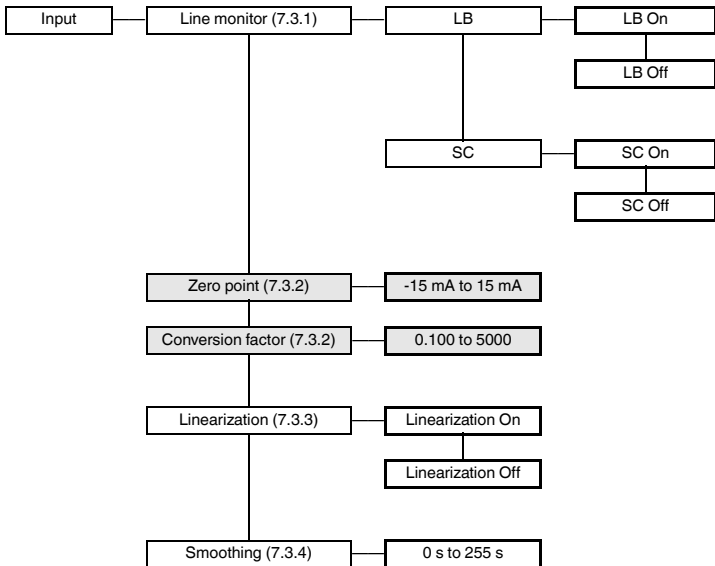 Input
Line monitor (7.3.1)
LB
LB On
LB Off
SC
SC On
SC Off
Zero point (7.3.2)
-15 mA to 15 mA
Conversion factor (7.3.2)
0.100 to 5000
Linearization (7.3.3)
Linearization On
Linearization Off
Smoothing (7.3.4)
0 s to 255 s